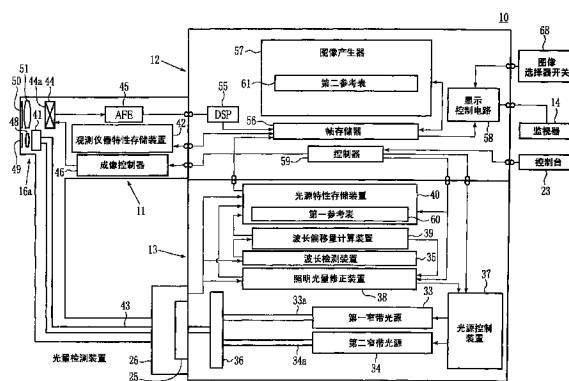 10
57
68
图像产生器
图像
选择器开关
12
51
50
44a
44
45
55
61
第二参考表
AFE
DSP
48
41
42
56
帧存储器
显示
控制电路
58
14
监视器
观测仪器特性存储装置
49
成像控制器
46
59
控制器
控制台
23
16a
11
光源特性存储装置
40
第一参考表
60
13
波长偏移量计算装置
39
波长检测装置
35
37
照明光量修正装置
38
43
33a
33
第一窄带光源
光源控制
装置
光量检测装置
26
25
36
34a
第二窄带光源
34